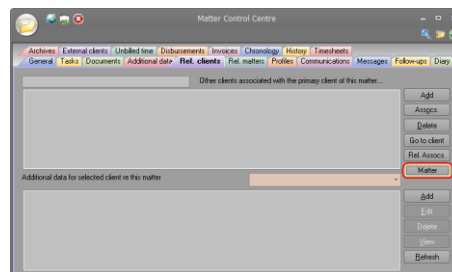 Matter Control Centre
Archives External clients Unbilled time Disbursements Invoices Chronology History Timesheets
General Tasks Documents Additional data Rel. clients Rel. matters Profiles Communications Messages Follow-ups Diary
Other clients associated with the primary client of this matter...
Add
Assocs.
Delete
Go to client
Rel. Assocs.
Matter
Additional data for selected client re this matter
Add
Edit
Delete
View
Refresh